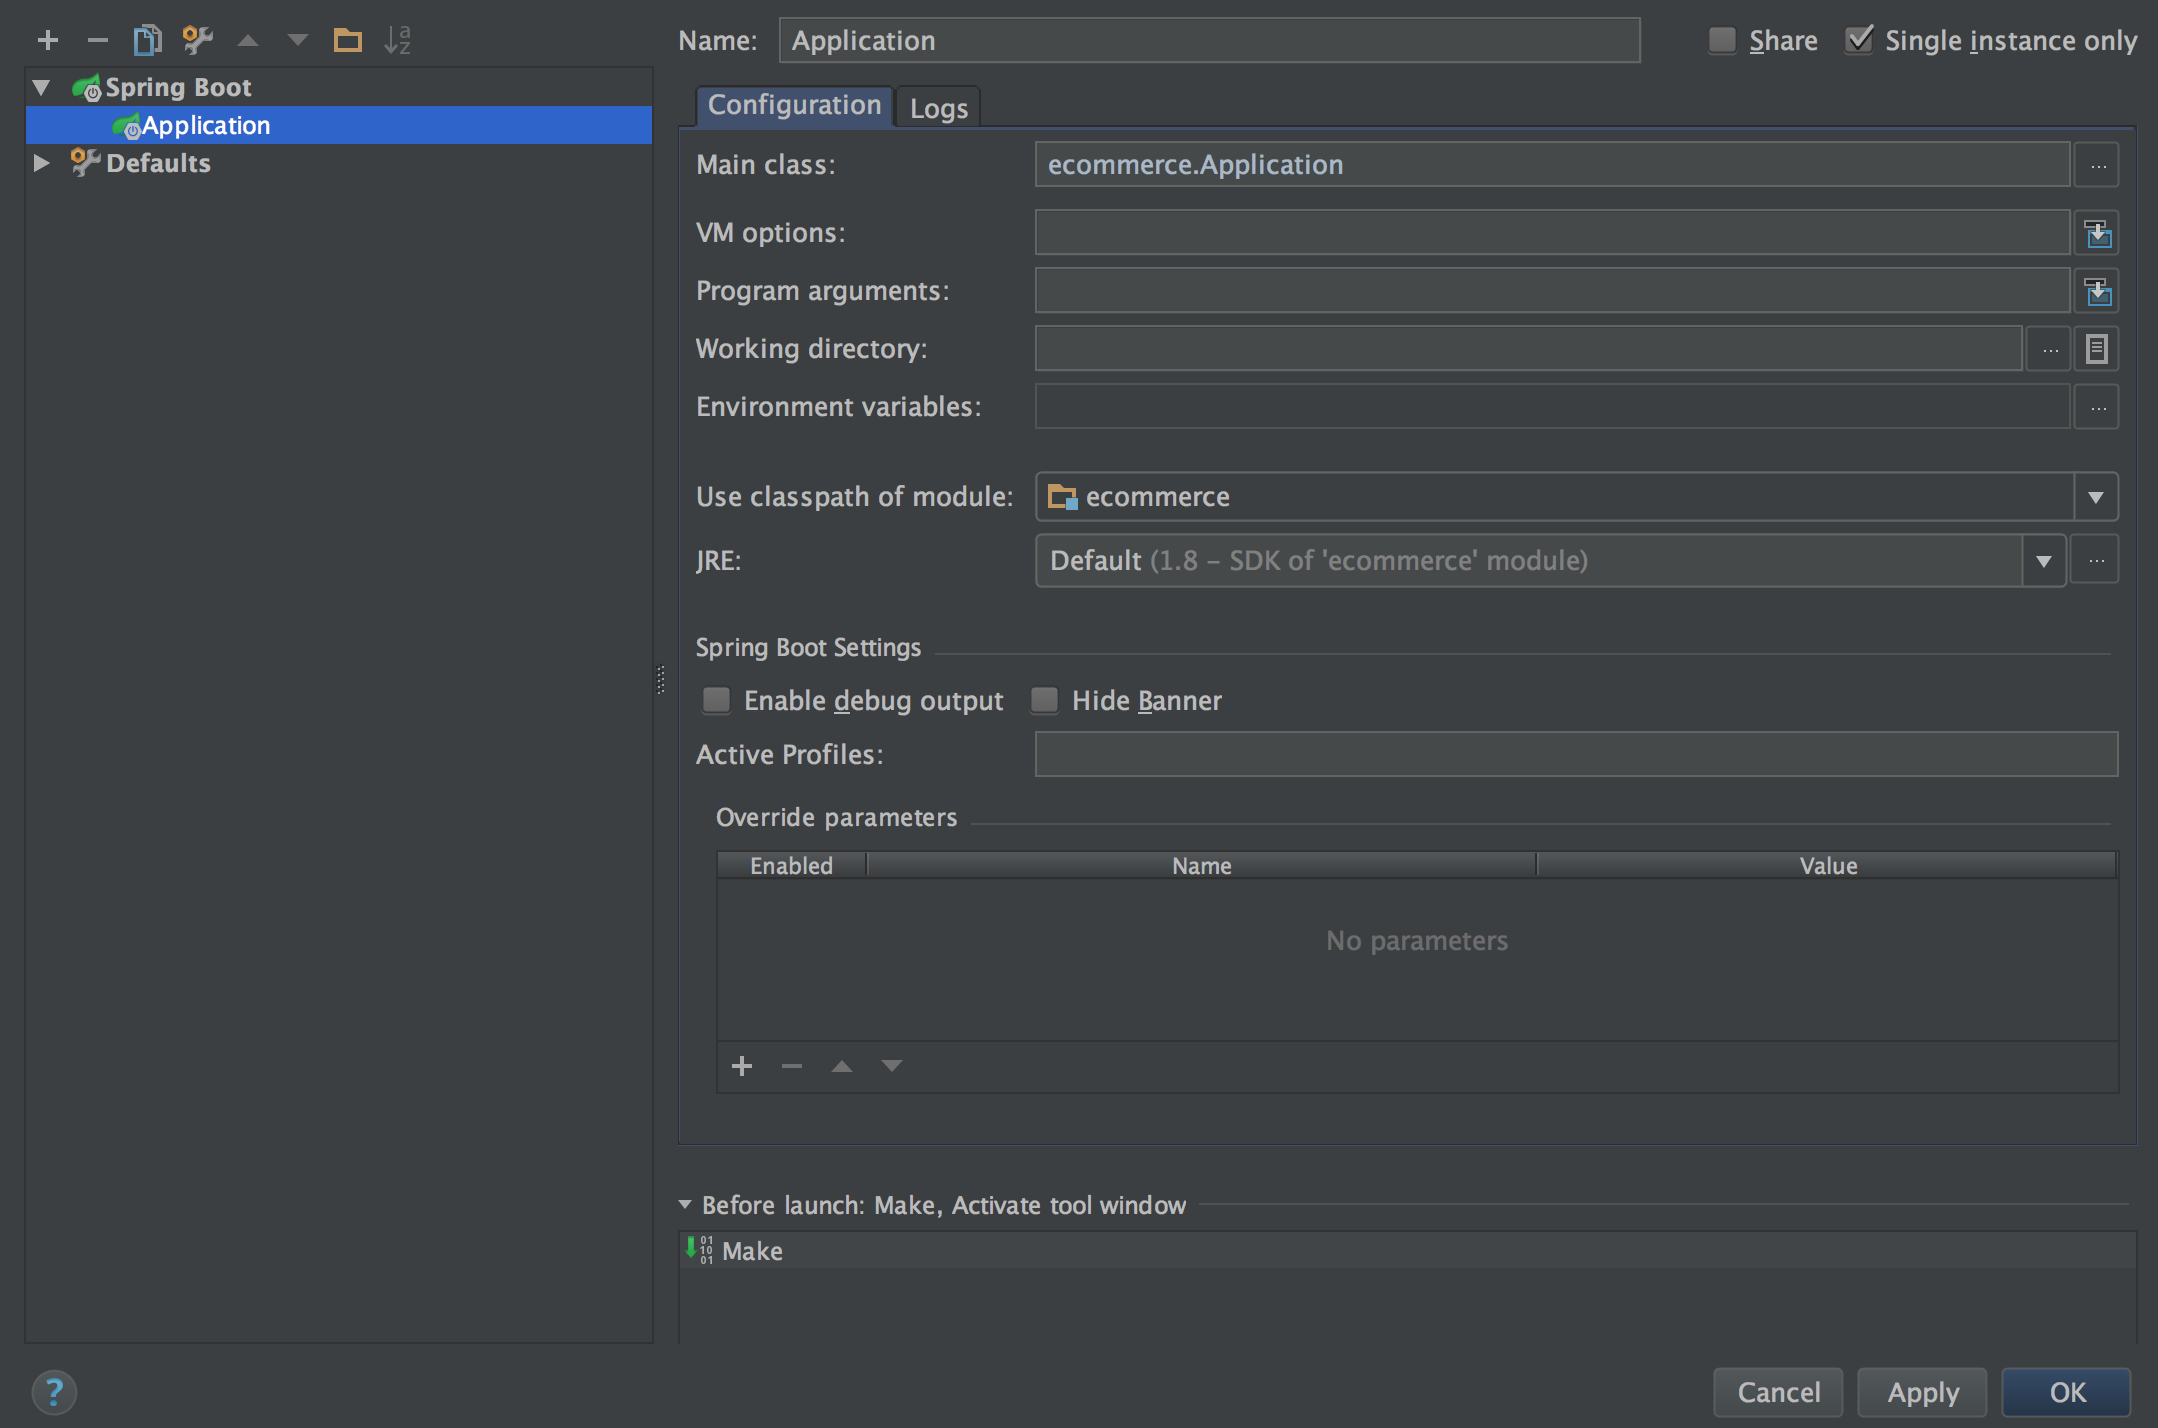 Name: Application Share Single instance only
Spring Boot
Application
Defaults
Configuration Logs
Main class: ecommerce.Application ...
VM options:
Program arguments:
Working directory: ...
Environment variables: ...
Use classpath of module: ecommerce
JRE: Default (1.8 – SDK of 'ecommerce' module) ...
Spring Boot Settings
Enable debug output Hide Banner
Active Profiles:
Override parameters
Enabled Name Value
No parameters
Before launch: Make, Activate tool window
Make
? Cancel Apply OK